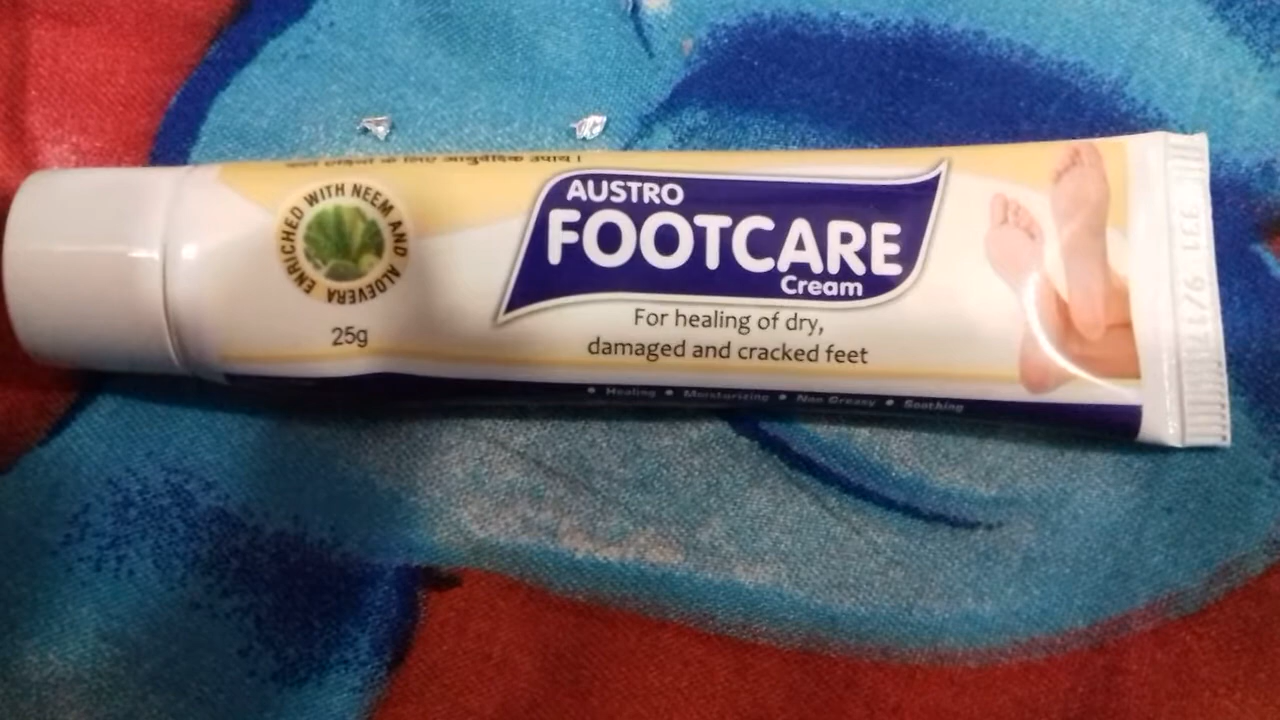 के लिए आयुर्वेदिक उपाय।
ENRICHED WITH NEEM AND ALOEVERA
25g
AUSTRO
FOOTCARE
Cream
For healing of dry,
damaged and cracked feet
• Healing • Moisturizing • Non Greasy • Soothing